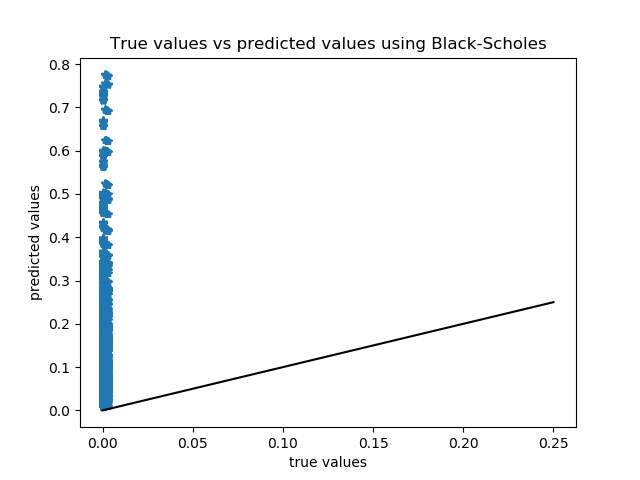 True values vs predicted values using Black-Scholes
predicted values
0.8
0.7
0.6
0.5
0.4
0.3
0.2
0.1
0.0
0.00 0.05 0.10 0.15 0.20 0.25
true values